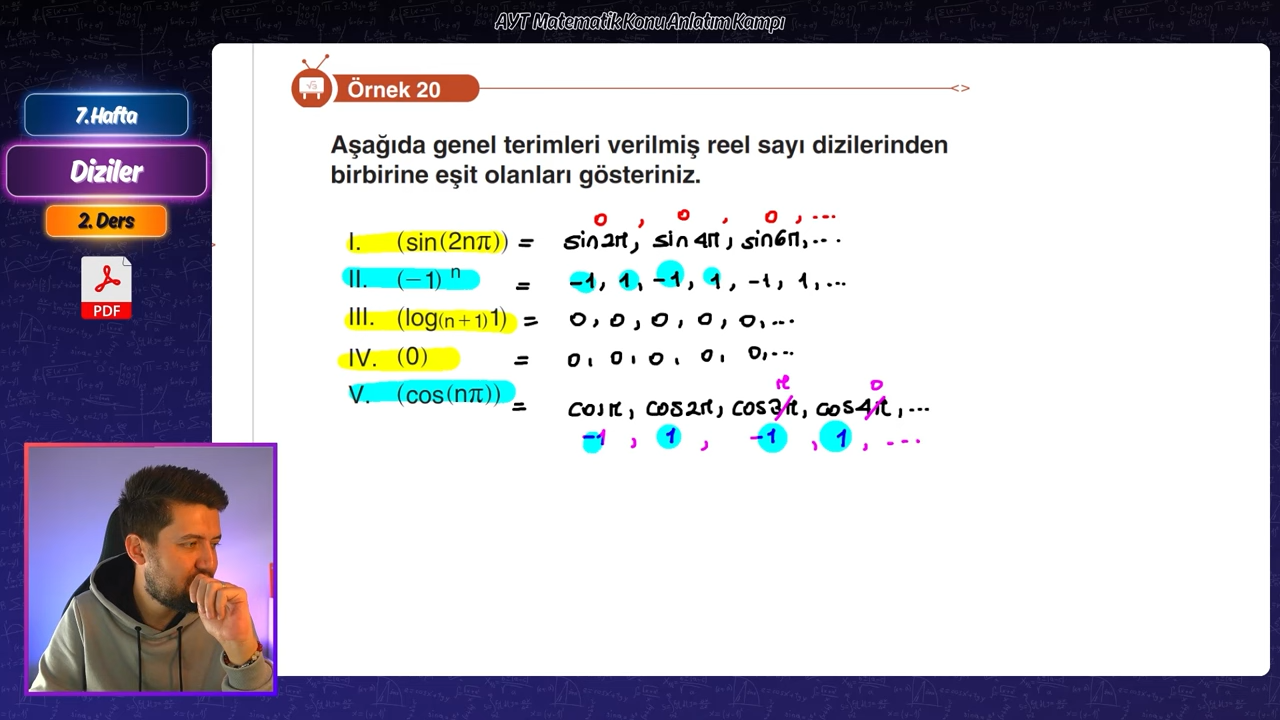 AYT Matematik Konu Anlatım Kampı
7. Hafta
Diziler
2. Ders
PDF
√3
Örnek 20
<>
Aşağıda genel terimleri verilmiş reel sayı dizilerinden
birbirine eşit olanları gösteriniz.
0, 0, 0, ...
I. (sin(2nπ)) = sin2π, sin4π, sin6π, ...
II. (−1)ⁿ = -1, 1, -1, 1, -1, 1, ...
III. (log(n + 1)1) = 0, 0, 0, 0, 0, ...
IV. (0) = 0, 0, 0, 0, 0, ...
π 0
V. (cos(nπ)) = cosπ, cos2π, cos3π, cos4π, ...
-1, 1, -1, 1, ...